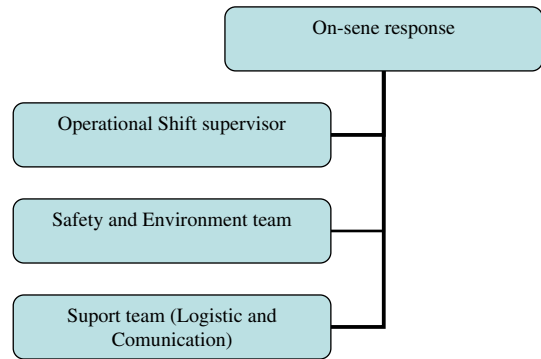 On-sene response
Operational Shift supervisor
Safety and Environment team
Suport team (Logistic and
Comunication)